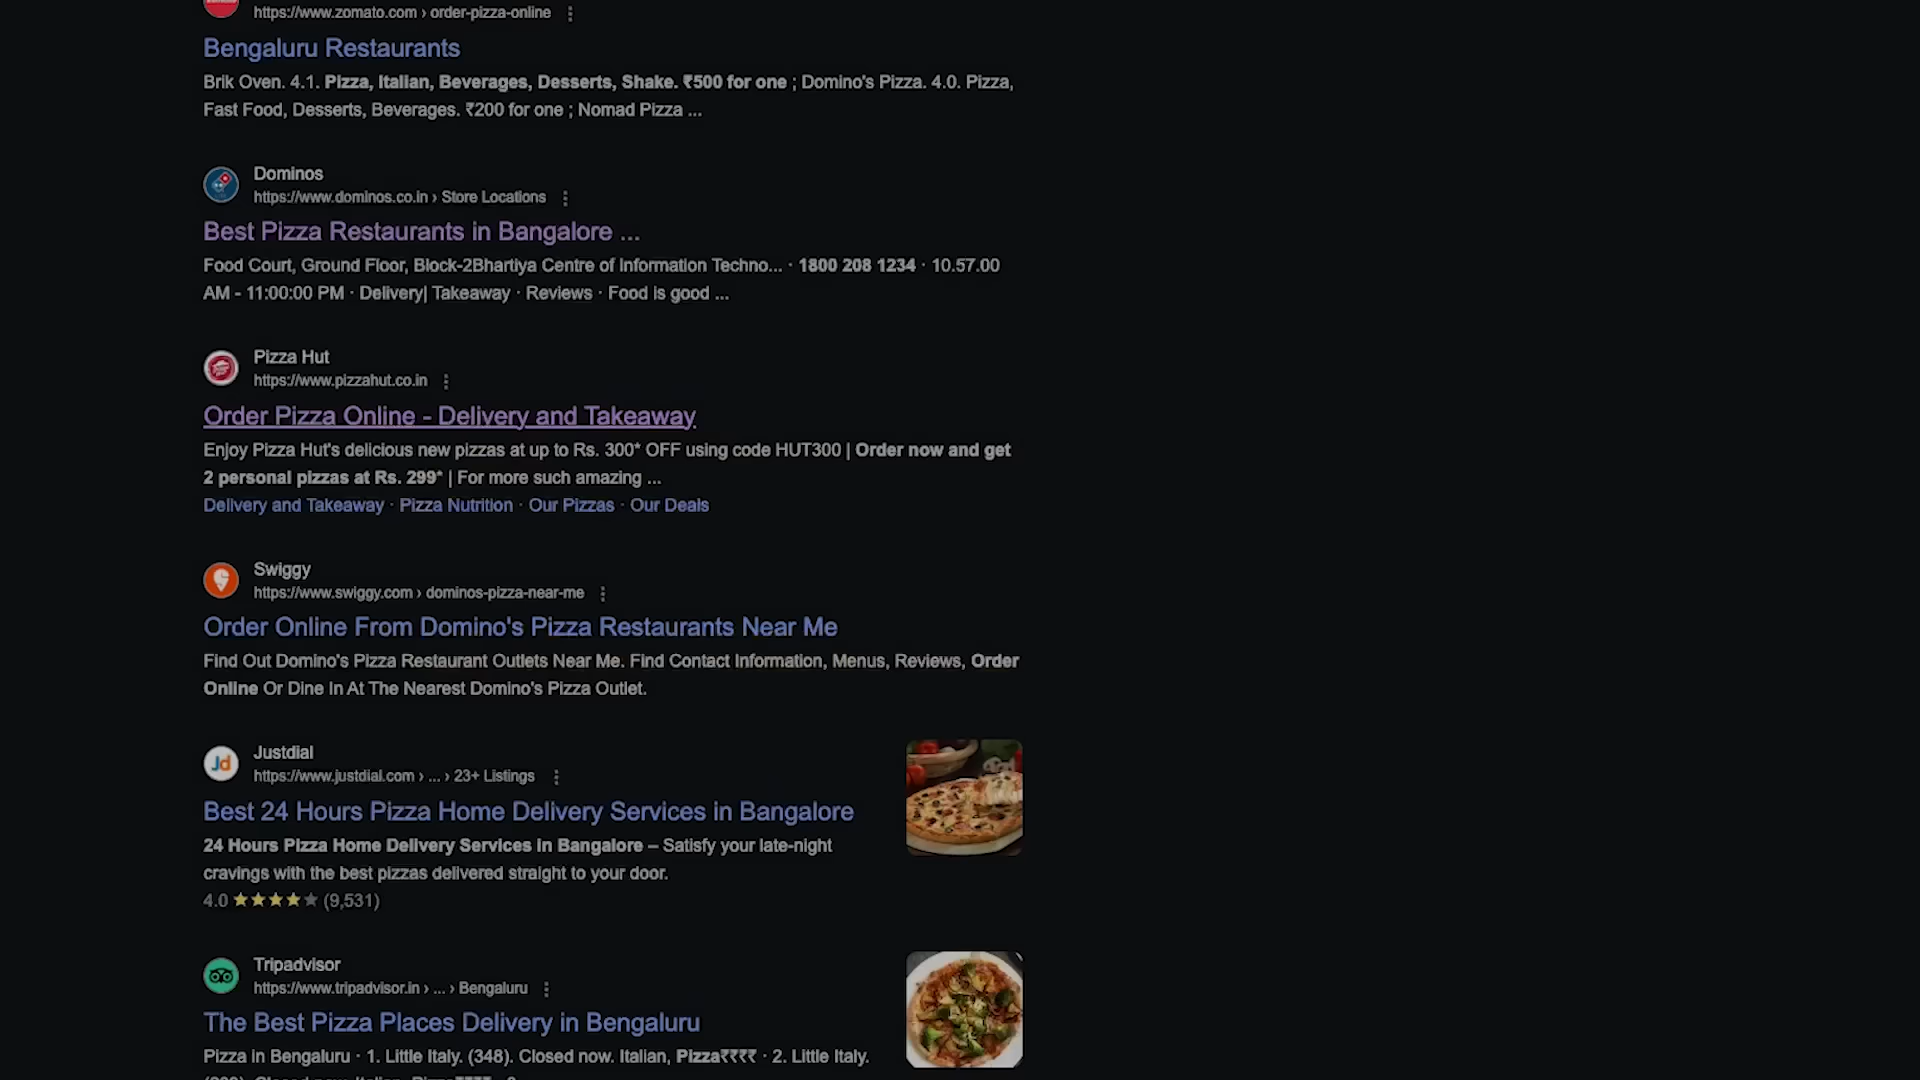 https://www.zomato.com › order-pizza-online
Bengaluru Restaurants
Brik Oven. 4.1. Pizza, Italian, Beverages, Desserts, Shake. ₹500 for one ; Domino's Pizza. 4.0. Pizza,
Fast Food, Desserts, Beverages. ₹200 for one ; Nomad Pizza ...
Dominos
https://www.dominos.co.in › Store Locations
Best Pizza Restaurants in Bangalore ...
Food Court, Ground Floor, Block-2Bhartiya Centre of Information Techno... · 1800 208 1234 · 10.57.00
AM - 11:00:00 PM · Delivery| Takeaway · Reviews · Food is good ...
Pizza Hut
https://www.pizzahut.co.in
Order Pizza Online - Delivery and Takeaway
Enjoy Pizza Hut's delicious new pizzas at up to Rs. 300* OFF using code HUT300 | Order now and get
2 personal pizzas at Rs. 299* | For more such amazing ...
Delivery and Takeaway · Pizza Nutrition · Our Pizzas · Our Deals
Swiggy
https://www.swiggy.com › dominos-pizza-near-me
Order Online From Domino's Pizza Restaurants Near Me
Find Out Domino's Pizza Restaurant Outlets Near Me. Find Contact Information, Menus, Reviews, Order
Online Or Dine In At The Nearest Domino's Pizza Outlet.
Jd
Justdial
https://www.justdial.com › ... › 23+ Listings
Best 24 Hours Pizza Home Delivery Services in Bangalore
24 Hours Pizza Home Delivery Services in Bangalore – Satisfy your late-night
cravings with the best pizzas delivered straight to your door.
4.0 ★★★★★ (9,531)
Tripadvisor
https://www.tripadvisor.in › ... › Bengaluru
The Best Pizza Places Delivery in Bengaluru
Pizza in Bengaluru · 1. Little Italy. (348). Closed now. Italian, Pizza₹₹₹₹ · 2. Little Italy.